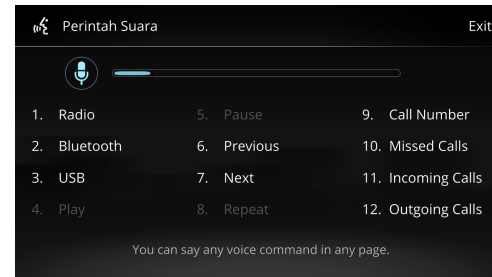 Perintah Suara
Exit
1. Radio
2. Bluetooth
3. USB
4. Play
5. Pause
6. Previous
7. Next
8. Repeat
9. Call Number
10. Missed Calls
11. Incoming Calls
12. Outgoing Calls
You can say any voice command in any page.